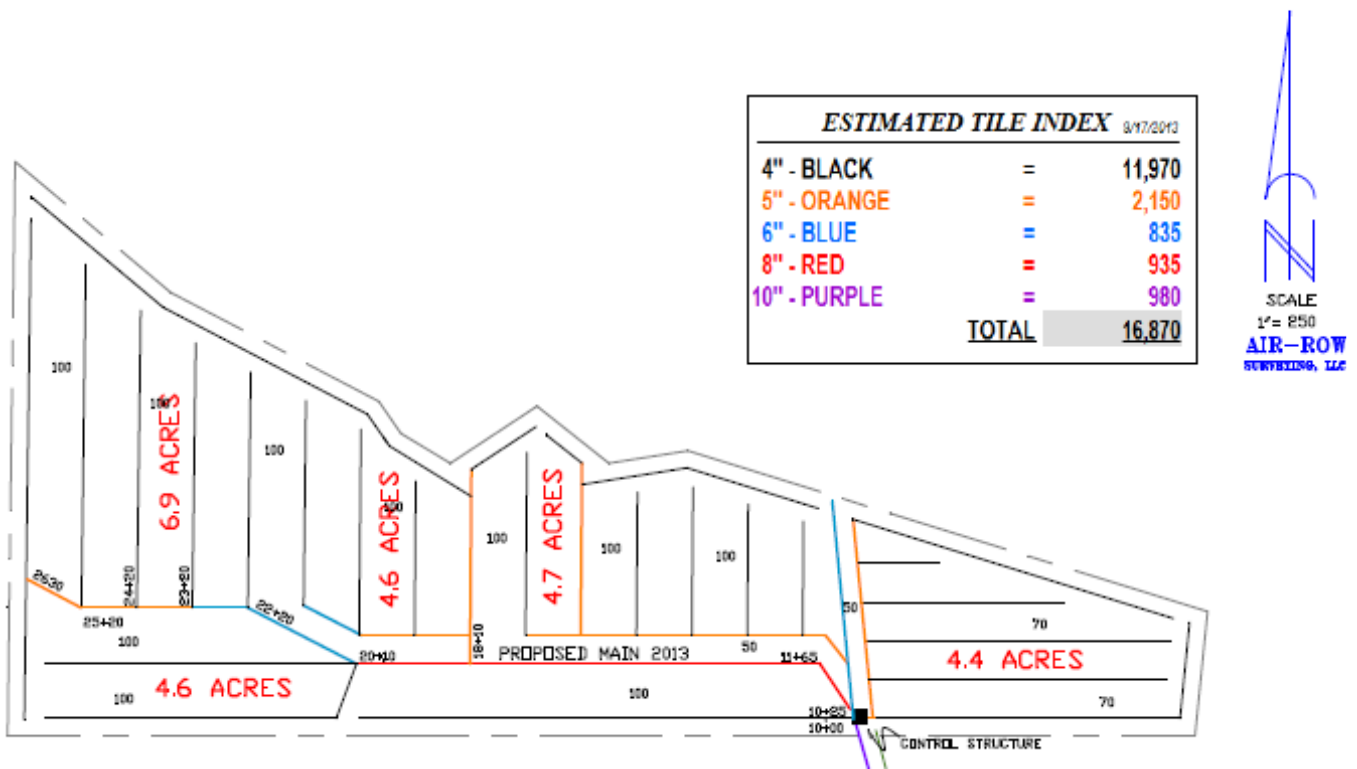 ESTIMATED TILE INDEX 9/17/2013
4" - BLACK = 11,970
5" - ORANGE = 2,150
6" - BLUE = 835
8" - RED = 935
10" - PURPLE = 980
TOTAL 16,870
N
SCALE
1"= 250
AIR-ROW
SURVEYING, LLC
100
100
6.9 ACRES
100
100
4.6 ACRES
100
4.7 ACRES
100
100
2630
24+20
23+20
22+20
25+20
100
50
70
20+10
18+10
PROPOSED MAIN 2013
50
11+65
4.4 ACRES
100
4.6 ACRES
100
70
10+25
10+00
CONTROL STRUCTURE